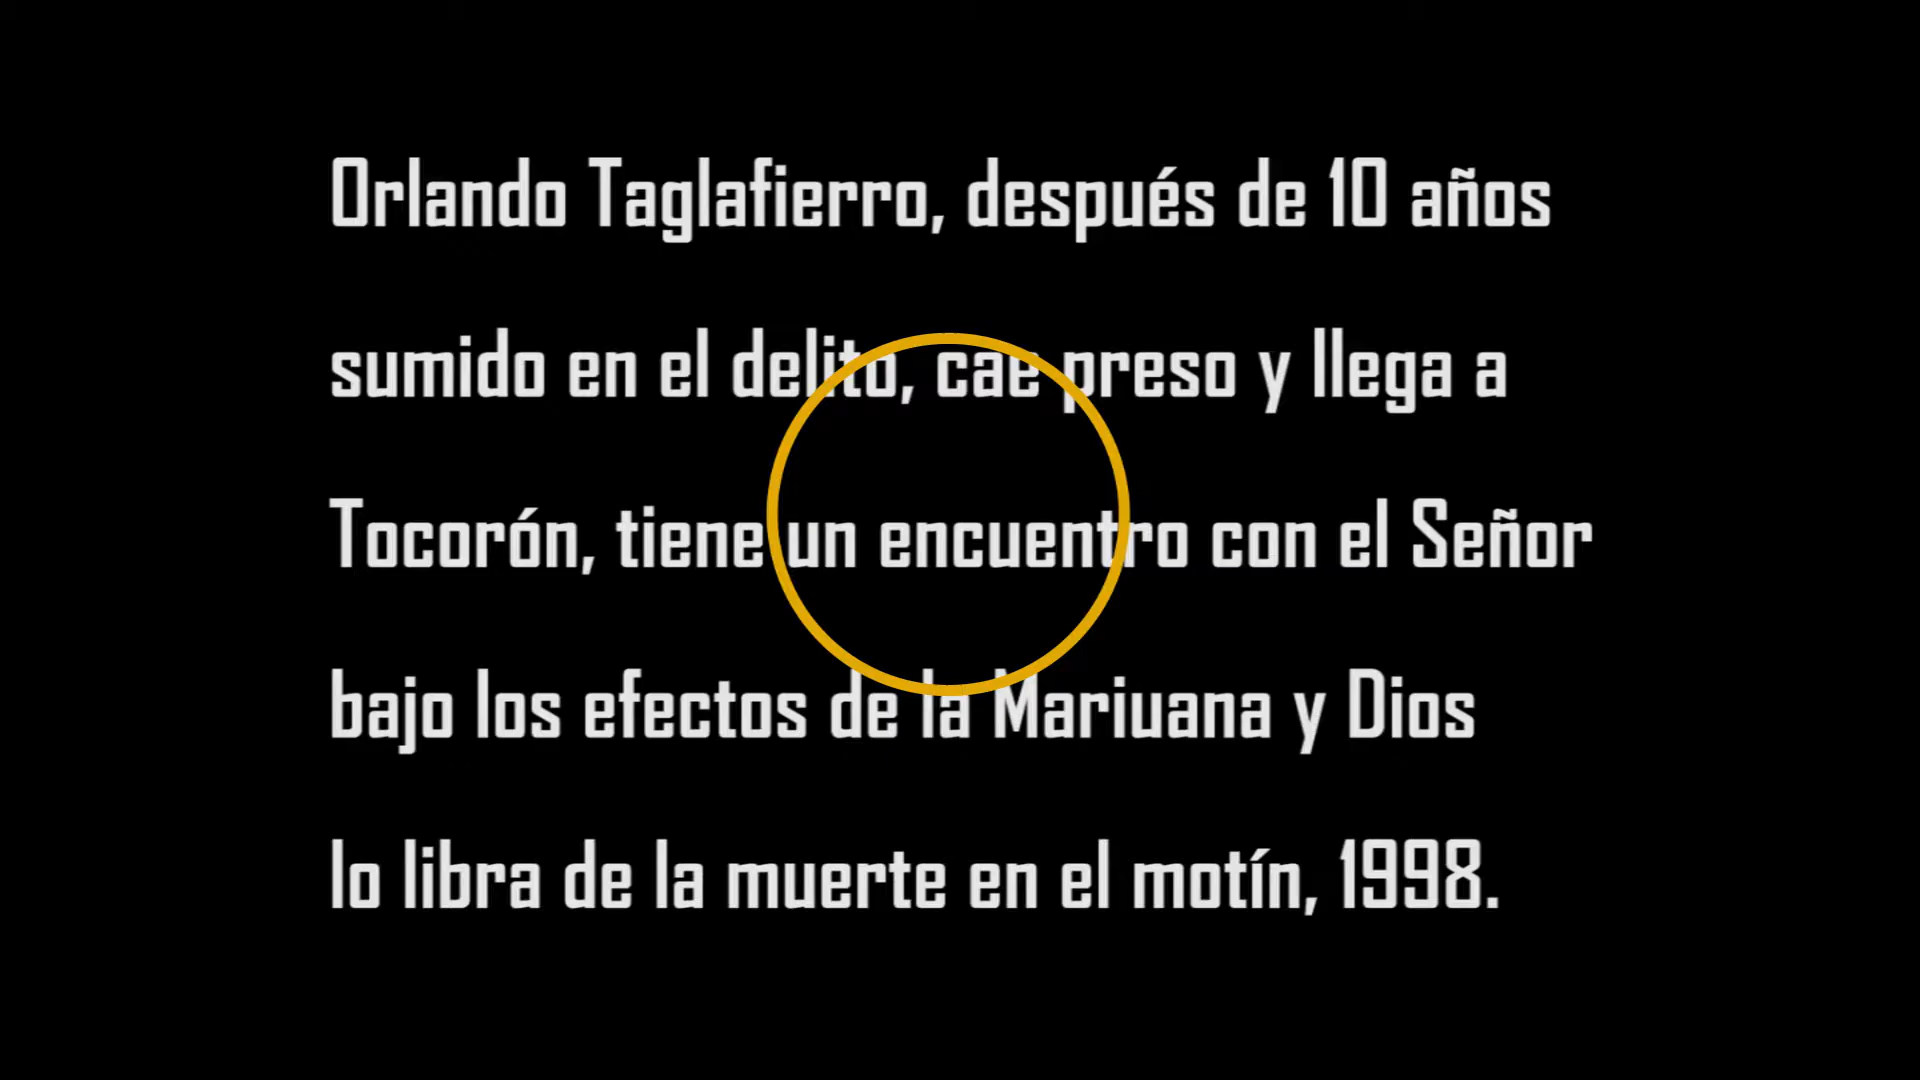 Orlando Taglafierro, después de 10 años
sumido en el delito, cae preso y llega a
Tocorón, tiene un encuentro con el Señor
bajo los efectos de la Mariuana y Dios
lo libra de la muerte en el motín, 1998.